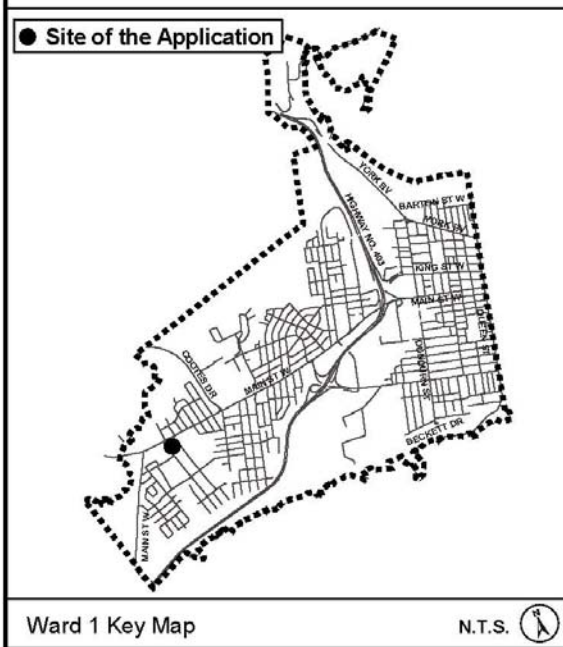 Site of the Application
YORK BV
BARTON ST W
YORK BV
HIGHWAY NO. 403
KING ST W
MAIN ST W
QUEEN ST
DUNDURN ST
COOTES DR
MAIN ST W
BECKETT DR
MAIN ST W
Ward 1 Key Map
N.T.S.
N